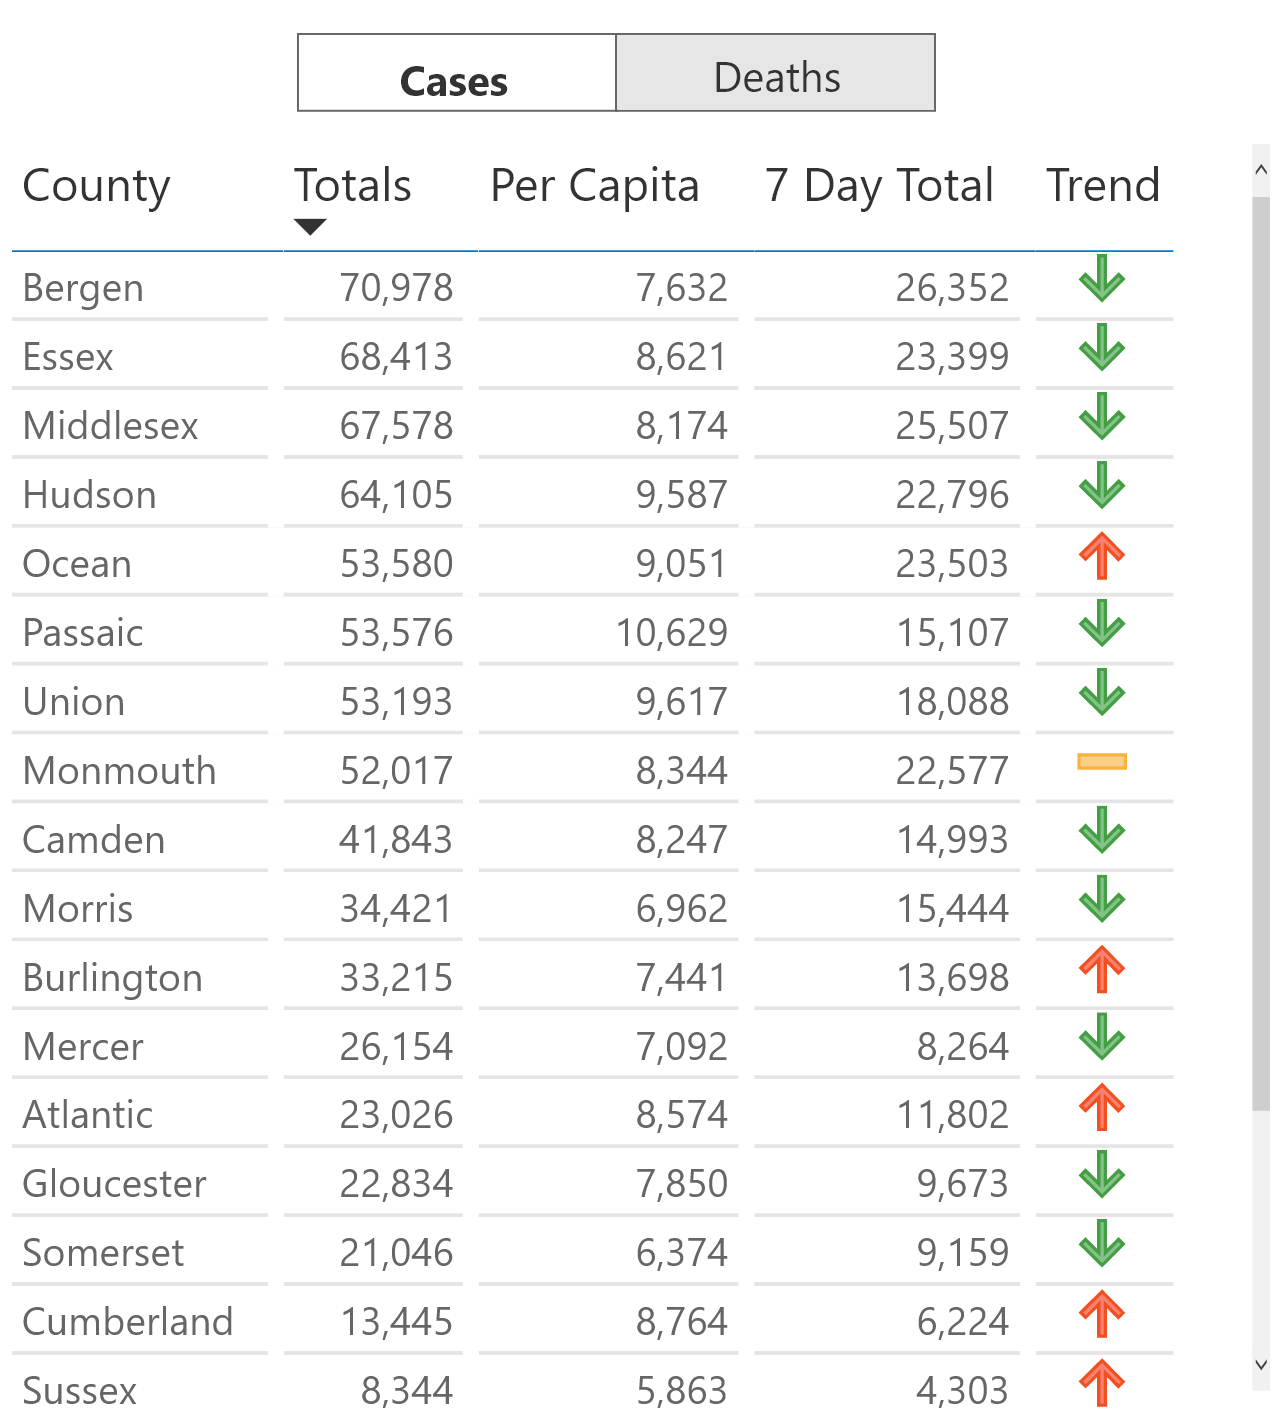 Cases Deaths
County Totals Per Capita 7 Day Total Trend
Bergen 70,978 7,632 26,352
Essex 68,413 8,621 23,399
Middlesex 67,578 8,174 25,507
Hudson 64,105 9,587 22,796
Ocean 53,580 9,051 23,503
Passaic 53,576 10,629 15,107
Union 53,193 9,617 18,088
Monmouth 52,017 8,344 22,577
Camden 41,843 8,247 14,993
Morris 34,421 6,962 15,444
Burlington 33,215 7,441 13,698
Mercer 26,154 7,092 8,264
Atlantic 23,026 8,574 11,802
Gloucester 22,834 7,850 9,673
Somerset 21,046 6,374 9,159
Cumberland 13,445 8,764 6,224
Sussex 8,344 5,863 4,303